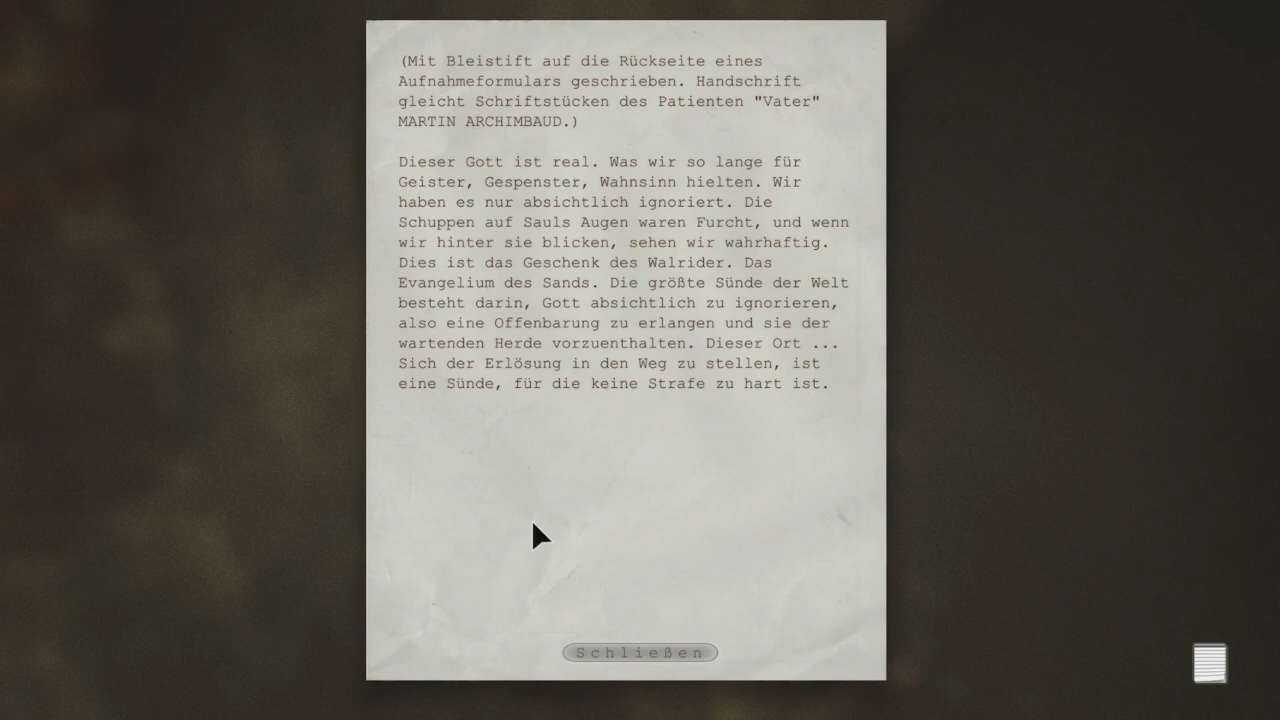 (Mit Bleistift auf die Rückseite eines
Aufnahmeformulars geschrieben. Handschrift
gleicht Schriftstücken des Patienten "Vater"
MARTIN ARCHIMBAUD.)
Dieser Gott ist real. Was wir so lange für
Geister, Gespenster, Wahnsinn hielten. Wir
haben es nur absichtlich ignoriert. Die
Schuppen auf Sauls Augen waren Furcht, und wenn
wir hinter sie blicken, sehen wir wahrhaftig.
Dies ist das Geschenk des Walrider. Das
Evangelium des Sands. Die größte Sünde der Welt
besteht darin, Gott absichtlich zu ignorieren,
also eine Offenbarung zu erlangen und sie der
wartenden Herde vorzuenthalten. Dieser Ort ...
Sich der Erlösung in den Weg zu stellen, ist
eine Sünde, für die keine Strafe zu hart ist.
Schließen